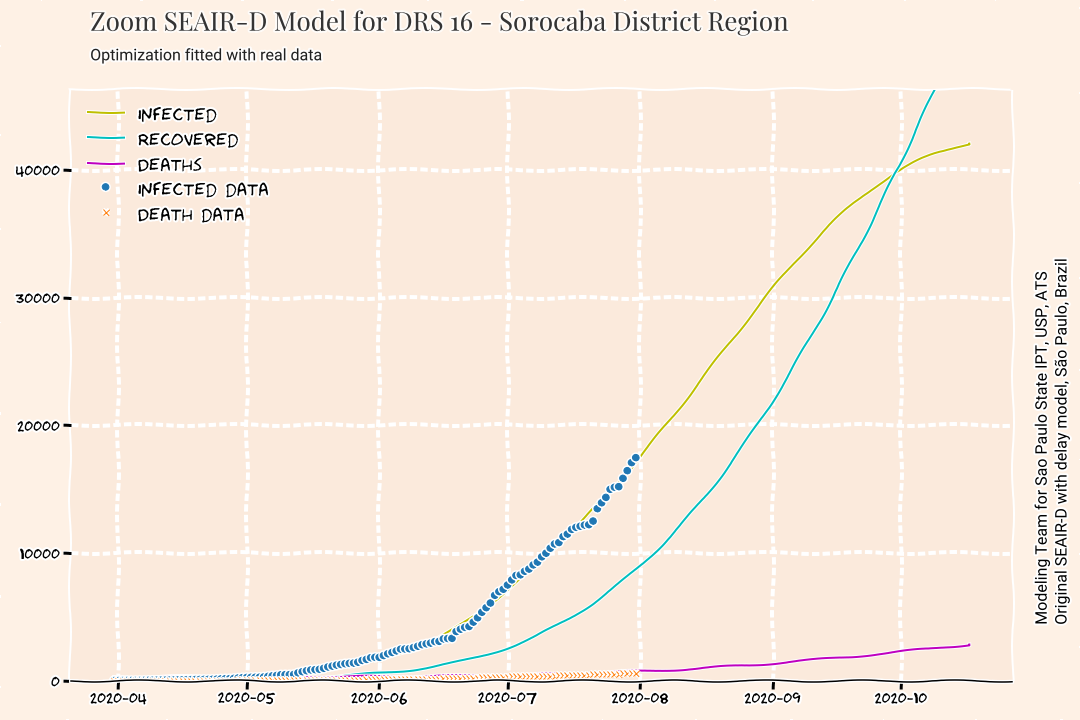 Zoom SEAIR-D Model for DRS 16 - Sorocaba District Region
Optimization fitted with real data
INFECTED
RECOVERED
DEATHS
INFECTED DATA
DEATH DATA
40000
30000
20000
10000
0
2020-04 2020-05 2020-06 2020-07 2020-08 2020-09 2020-10
Modeling Team for Sao Paulo State IPT, USP, ATS
Original SEAIR-D with delay model, São Paulo, Brazil